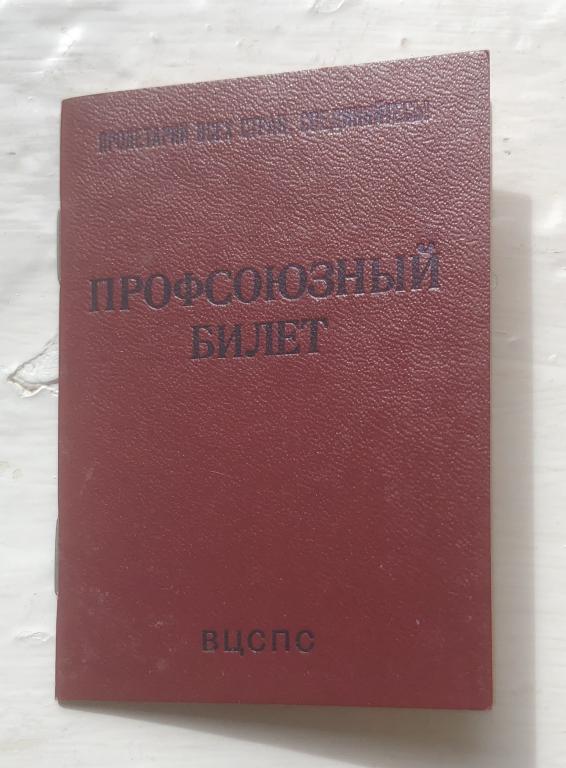 ПРОЛЕТАРИИ ВСЕХ СТРАН, СОЕДИНЯЙТЕСЬ!
ПРОФСОЮЗНЫЙ
БИЛЕТ
ВЦСПС